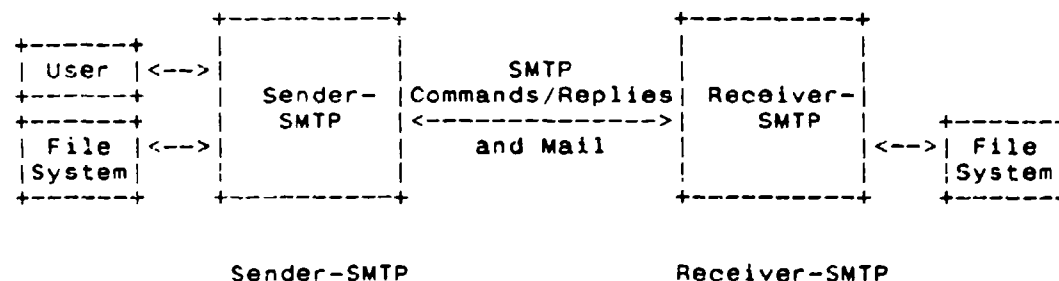 +----------+                +----------+
+------+    |          |                |          |
| User |<-->|          |      SMTP      |          |
+------+    |  Sender- |Commands/Replies| Receiver-|
+------+    |   SMTP   |<-------------->|    SMTP  |    +------+
| File |<-->|          |    and Mail    |          |<-->| File |
|System|    |          |                |          |    |System|
+------+    +----------+                +----------+    +------+
Sender-SMTP                Receiver-SMTP